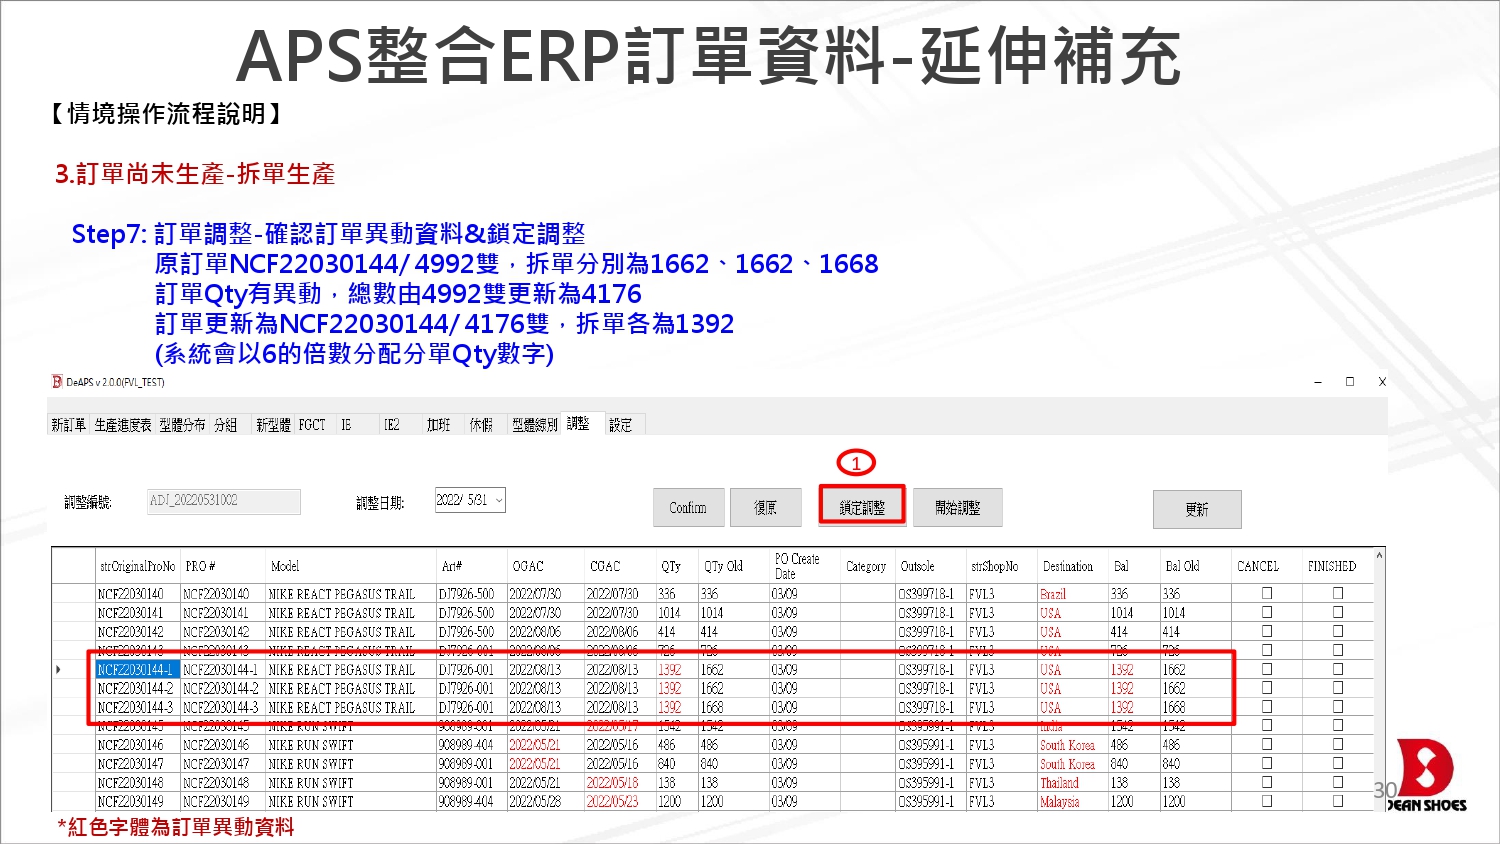 APS整合ERP訂單資料-延伸補充
【情境操作流程說明】
3.訂單尚未生產-拆單生產
Step7: 訂單調整-確認訂單異動資料&鎖定調整
原訂單NCF22030144/ 4992雙，拆單分別為1662、1662、1668
訂單Qty有異動，總數由4992雙更新為4176
訂單更新為NCF22030144/ 4176雙，拆單各為1392
(系統會以6的倍數分配分單Qty數字)
DeAPS v 2.0.0(FVL_TEST)
新訂單 生產進度表 型體分布 分組 新型體 FGCT IE IE2 加班 休假 型體線別 調整 設定
1
調整編號: ADJ_20220531002 調整日期: 2022/ 5/31 Confirm 復原 鎖定調整 開始調整 更新
strOriginalProNo PRO # Model Art# OGAC CGAC QTy QTy Old PO Create Date Category Outsole strShopNo Destination Bal Bal Old CANCEL FINISHED
NCF22030140 NCF22030140 NIKE REACT PEGASUS TRAIL DJ7926-500 2022/07/30 2022/07/30 336 336 03/09 OS399718-1 FVL3 Brazil 336 336
NCF22030141 NCF22030141 NIKE REACT PEGASUS TRAIL DJ7926-500 2022/07/30 2022/07/30 1014 1014 03/09 OS399718-1 FVL3 USA 1014 1014
NCF22030142 NCF22030142 NIKE REACT PEGASUS TRAIL DJ7926-500 2022/08/06 2022/08/06 414 414 03/09 OS399718-1 FVL3 USA 414 414
NCF22030143 NCF22030143 NIKE REACT PEGASUS TRAIL DJ7926-001 2022/08/06 2022/08/06 726 726 03/09 OS399718-1 FVL3 USA 726 726
NCF22030144-1 NCF22030144-1 NIKE REACT PEGASUS TRAIL DJ7926-001 2022/08/13 2022/08/13 1392 1662 03/09 OS399718-1 FVL3 USA 1392 1662
NCF22030144-2 NCF22030144-2 NIKE REACT PEGASUS TRAIL DJ7926-001 2022/08/13 2022/08/13 1392 1662 03/09 OS399718-1 FVL3 USA 1392 1662
NCF22030144-3 NCF22030144-3 NIKE REACT PEGASUS TRAIL DJ7926-001 2022/08/13 2022/08/13 1392 1668 03/09 OS399718-1 FVL3 USA 1392 1668
NCF22030145 NCF22030145 NIKE RUN SWIFT 908989-001 2022/05/21 2022/05/17 1542 1542 03/09 OS395991-1 FVL3 India 1542 1542
NCF22030146 NCF22030146 NIKE RUN SWIFT 908989-404 2022/05/21 2022/05/16 486 486 03/09 OS395991-1 FVL3 South Korea 486 486
NCF22030147 NCF22030147 NIKE RUN SWIFT 908989-001 2022/05/21 2022/05/16 840 840 03/09 OS395991-1 FVL3 South Korea 840 840
NCF22030148 NCF22030148 NIKE RUN SWIFT 908989-001 2022/05/21 2022/05/18 138 138 03/09 OS395991-1 FVL3 Thailand 138 138
NCF22030149 NCF22030149 NIKE RUN SWIFT 908989-404 2022/05/28 2022/05/23 1200 1200 03/09 OS395991-1 FVL3 Malaysia 1200 1200
30
DEAN SHOES
*紅色字體為訂單異動資料